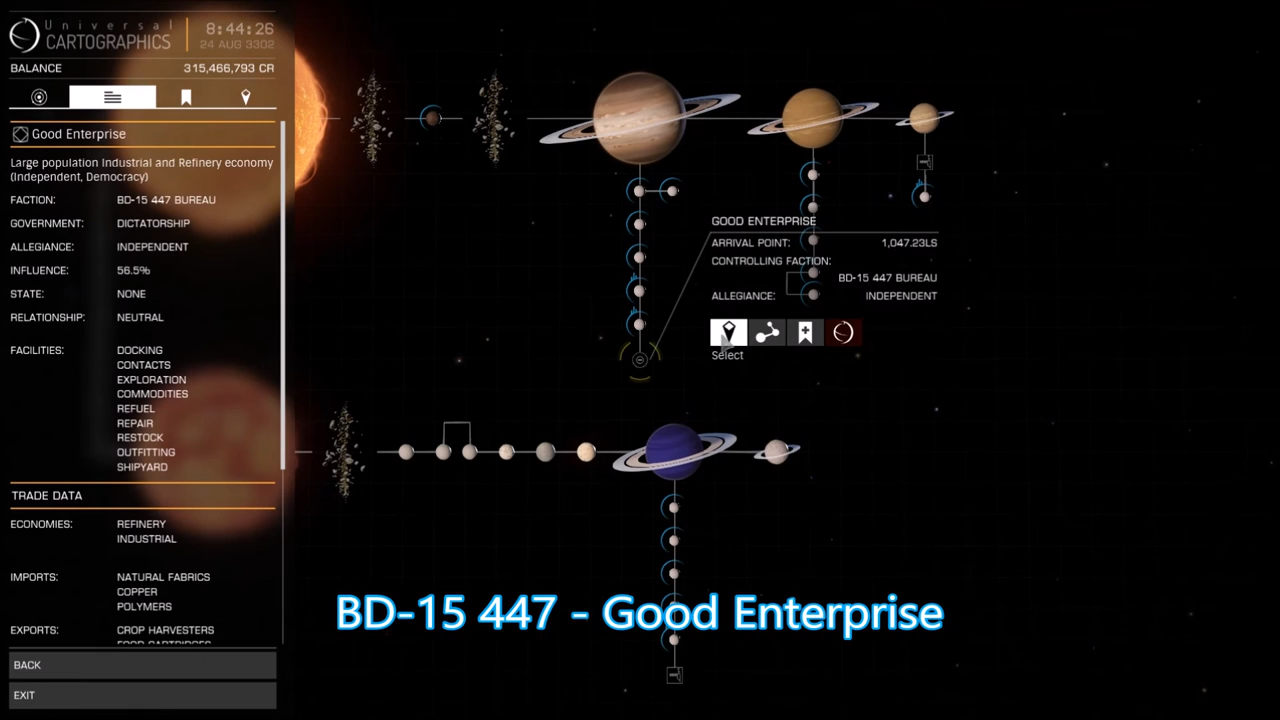 Universal
CARTOGRAPHICS
8:44:26
24 AUG 3302
BALANCE 315,466,793 CR
Good Enterprise
Large population Industrial and Refinery economy
(Independent, Democracy)
FACTION: BD-15 447 BUREAU
GOVERNMENT: DICTATORSHIP
ALLEGIANCE: INDEPENDENT
INFLUENCE: 56.5%
STATE: NONE
RELATIONSHIP: NEUTRAL
FACILITIES: DOCKING
CONTACTS
EXPLORATION
COMMODITIES
REFUEL
REPAIR
RESTOCK
OUTFITTING
SHIPYARD
TRADE DATA
ECONOMIES: REFINERY
INDUSTRIAL
IMPORTS: NATURAL FABRICS
COPPER
POLYMERS
EXPORTS: CROP HARVESTERS
FOOD CARTRIDGES
BACK
EXIT
GOOD ENTERPRISE
ARRIVAL POINT: 1,047.23LS
CONTROLLING FACTION:
BD-15 447 BUREAU
ALLEGIANCE: INDEPENDENT
Select
BD-15 447 - Good Enterprise